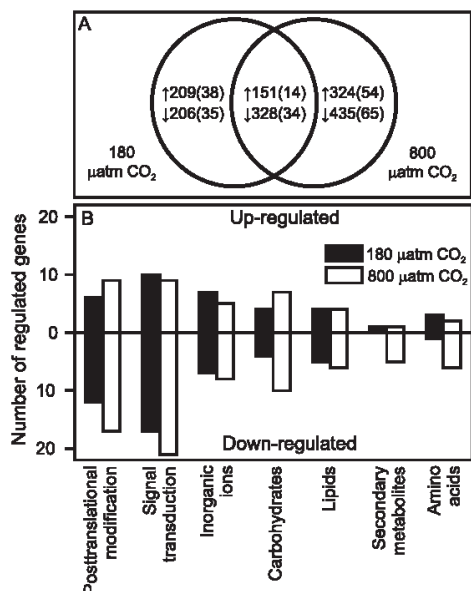 A
↑209(38) ↑151(14) ↑324(54)
↓206(35) ↓328(34) ↓435(65)
180 800
µatm CO₂ µatm CO₂
B Up-regulated
180 µatm CO₂
800 µatm CO₂
Number of regulated genes
20
10
0
10
20
Down-regulated
Posttranslational
modification
Signal
transduction
Inorganic
ions
Carbohydrates
Lipids
Secondary
metabolites
Amino
acids